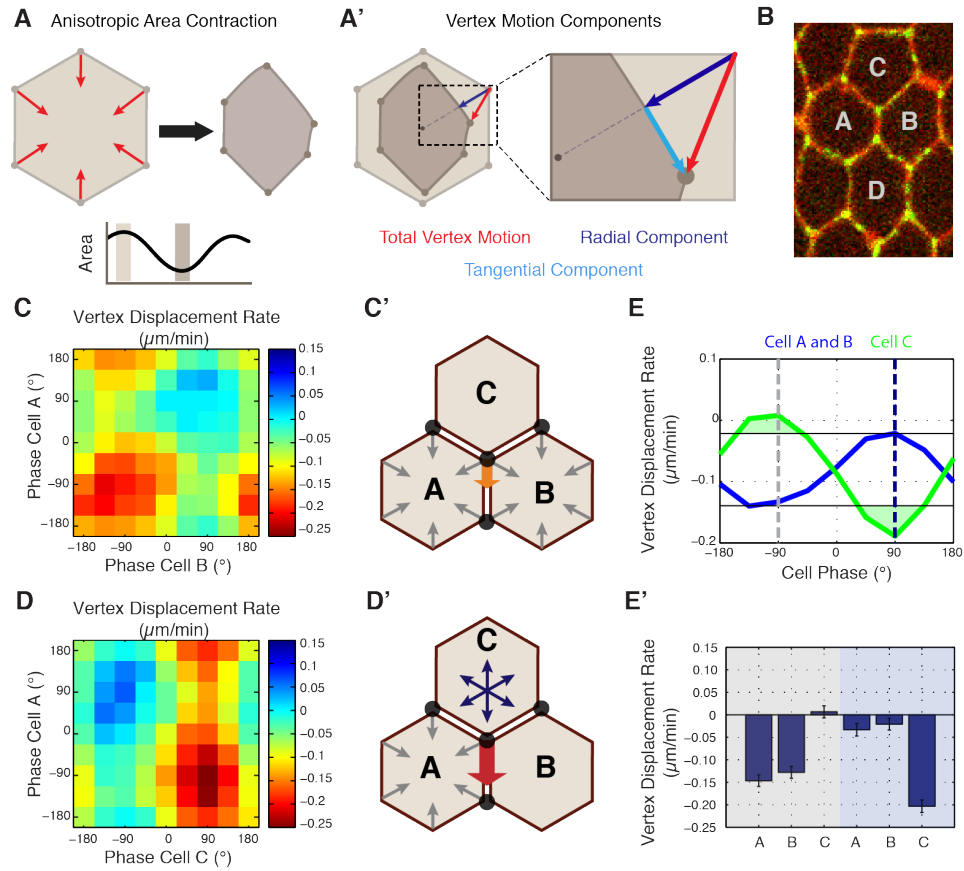 A Anisotropic Area Contraction
A' Vertex Motion Components
B
C
A
B
D
Area
Total Vertex Motion
Radial Component
Tangential Component
C
Vertex Displacement Rate
(µm/min)
Phase Cell A (°)
180
90
0
−90
−180
−180 −90 0 90 180
Phase Cell B (°)
0.15
0.10
0.05
0
−0.05
−0.1
−0.15
−0.2
−0.25
C'
C
A
B
E
Cell A and B Cell C
Vertex Displacement Rate
(µm/min)
0.1
0
−0.1
−0.2
−180 −90 0 90 180
Cell Phase (°)
D
Vertex Displacement Rate
(µm/min)
Phase Cell A (°)
180
90
0
−90
−180
−180 −90 0 90 180
Phase Cell C (°)
0.15
0.10
0.05
0
−0.05
−0.1
−0.15
−0.2
−0.25
D'
C
A
B
E'
Vertex Displacement Rate
(µm/min)
0.15
0.10
0.05
0
−0.05
−0.10
−0.15
−0.20
−0.25
A B C A B C